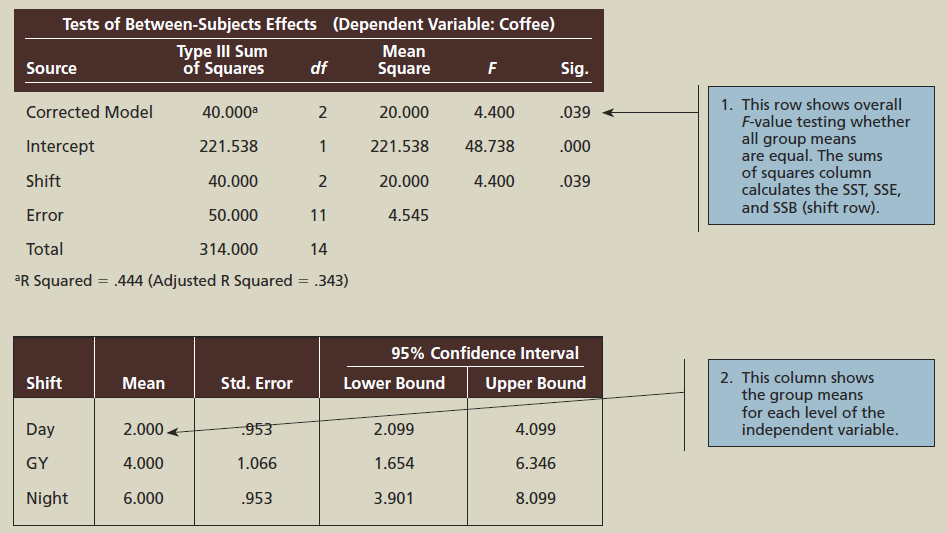 Tests of Between-Subjects Effects (Dependent Variable: Coffee)
Source Type III Sum of Squares df Mean Square F Sig.
Corrected Model 40.000ª 2 20.000 4.400 .039
Intercept 221.538 1 221.538 48.738 .000
Shift 40.000 2 20.000 4.400 .039
Error 50.000 11 4.545
Total 314.000 14
ªR Squared = .444 (Adjusted R Squared = .343)
1. This row shows overall
F-value testing whether
all group means
are equal. The sums
of squares column
calculates the SST, SSE,
and SSB (shift row).
95% Confidence Interval
Shift Mean Std. Error Lower Bound Upper Bound
Day 2.000 .953 2.099 4.099
GY 4.000 1.066 1.654 6.346
Night 6.000 .953 3.901 8.099
2. This column shows
the group means
for each level of the
independent variable.